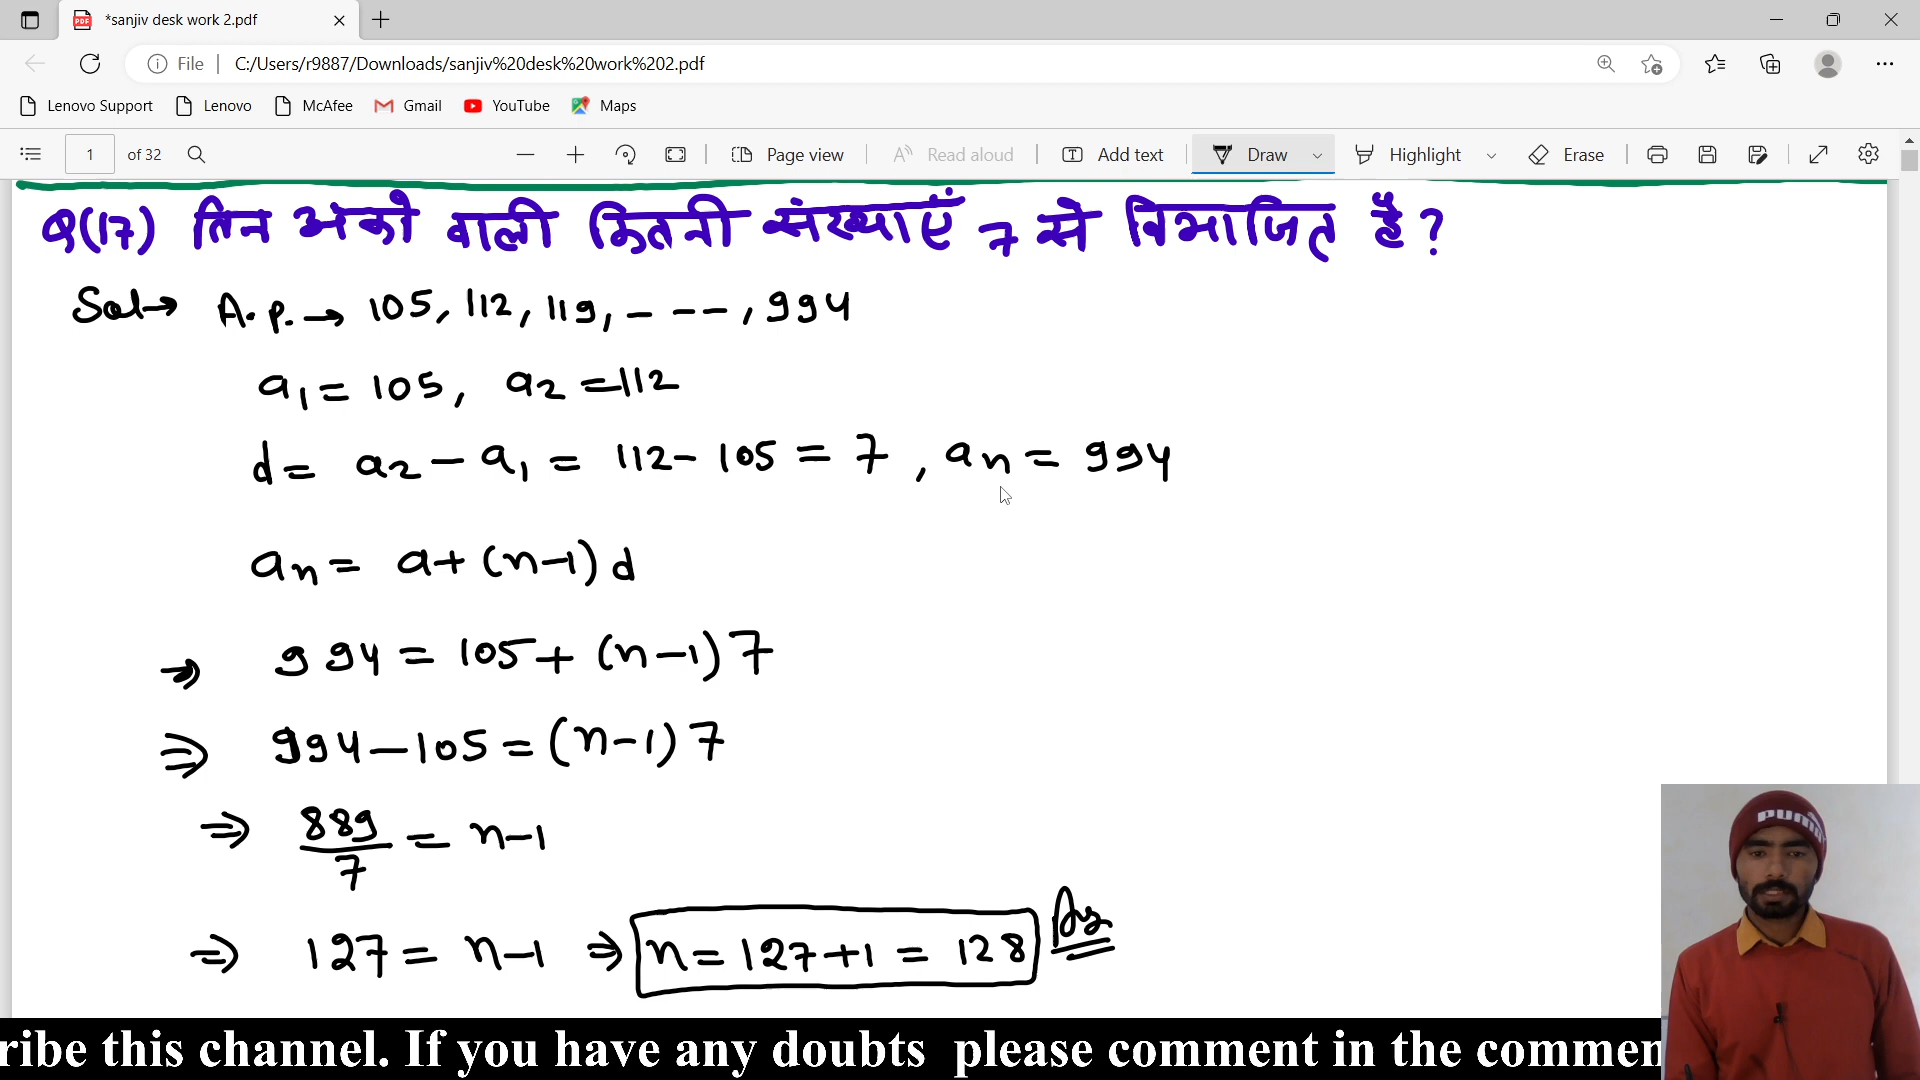 *sanjiv desk work 2.pdf
File C:/Users/r9887/Downloads/sanjiv%20desk%20work%202.pdf
Lenovo Support Lenovo McAfee Gmail YouTube Maps
1 of 32 Page view Read aloud Add text Draw Highlight Erase
Q(17) तिन अंको वाली कितनी संख्याएं 7 से विभाजित है ?
Sol→ A.P. → 105, 112, 119, - - - -, 994
a1 = 105, a2 = 112
d = a2 - a1 = 112 - 105 = 7 , an = 994
an = a + (n-1) d
⇒ 994 = 105 + (n-1) 7
⇒ 994 - 105 = (n-1) 7
⇒ 889/7 = n-1
⇒ 127 = n-1 ⇒ n = 127+1 = 128 Ans
PUMA
ribe this channel. If you have any doubts please comment in the commen